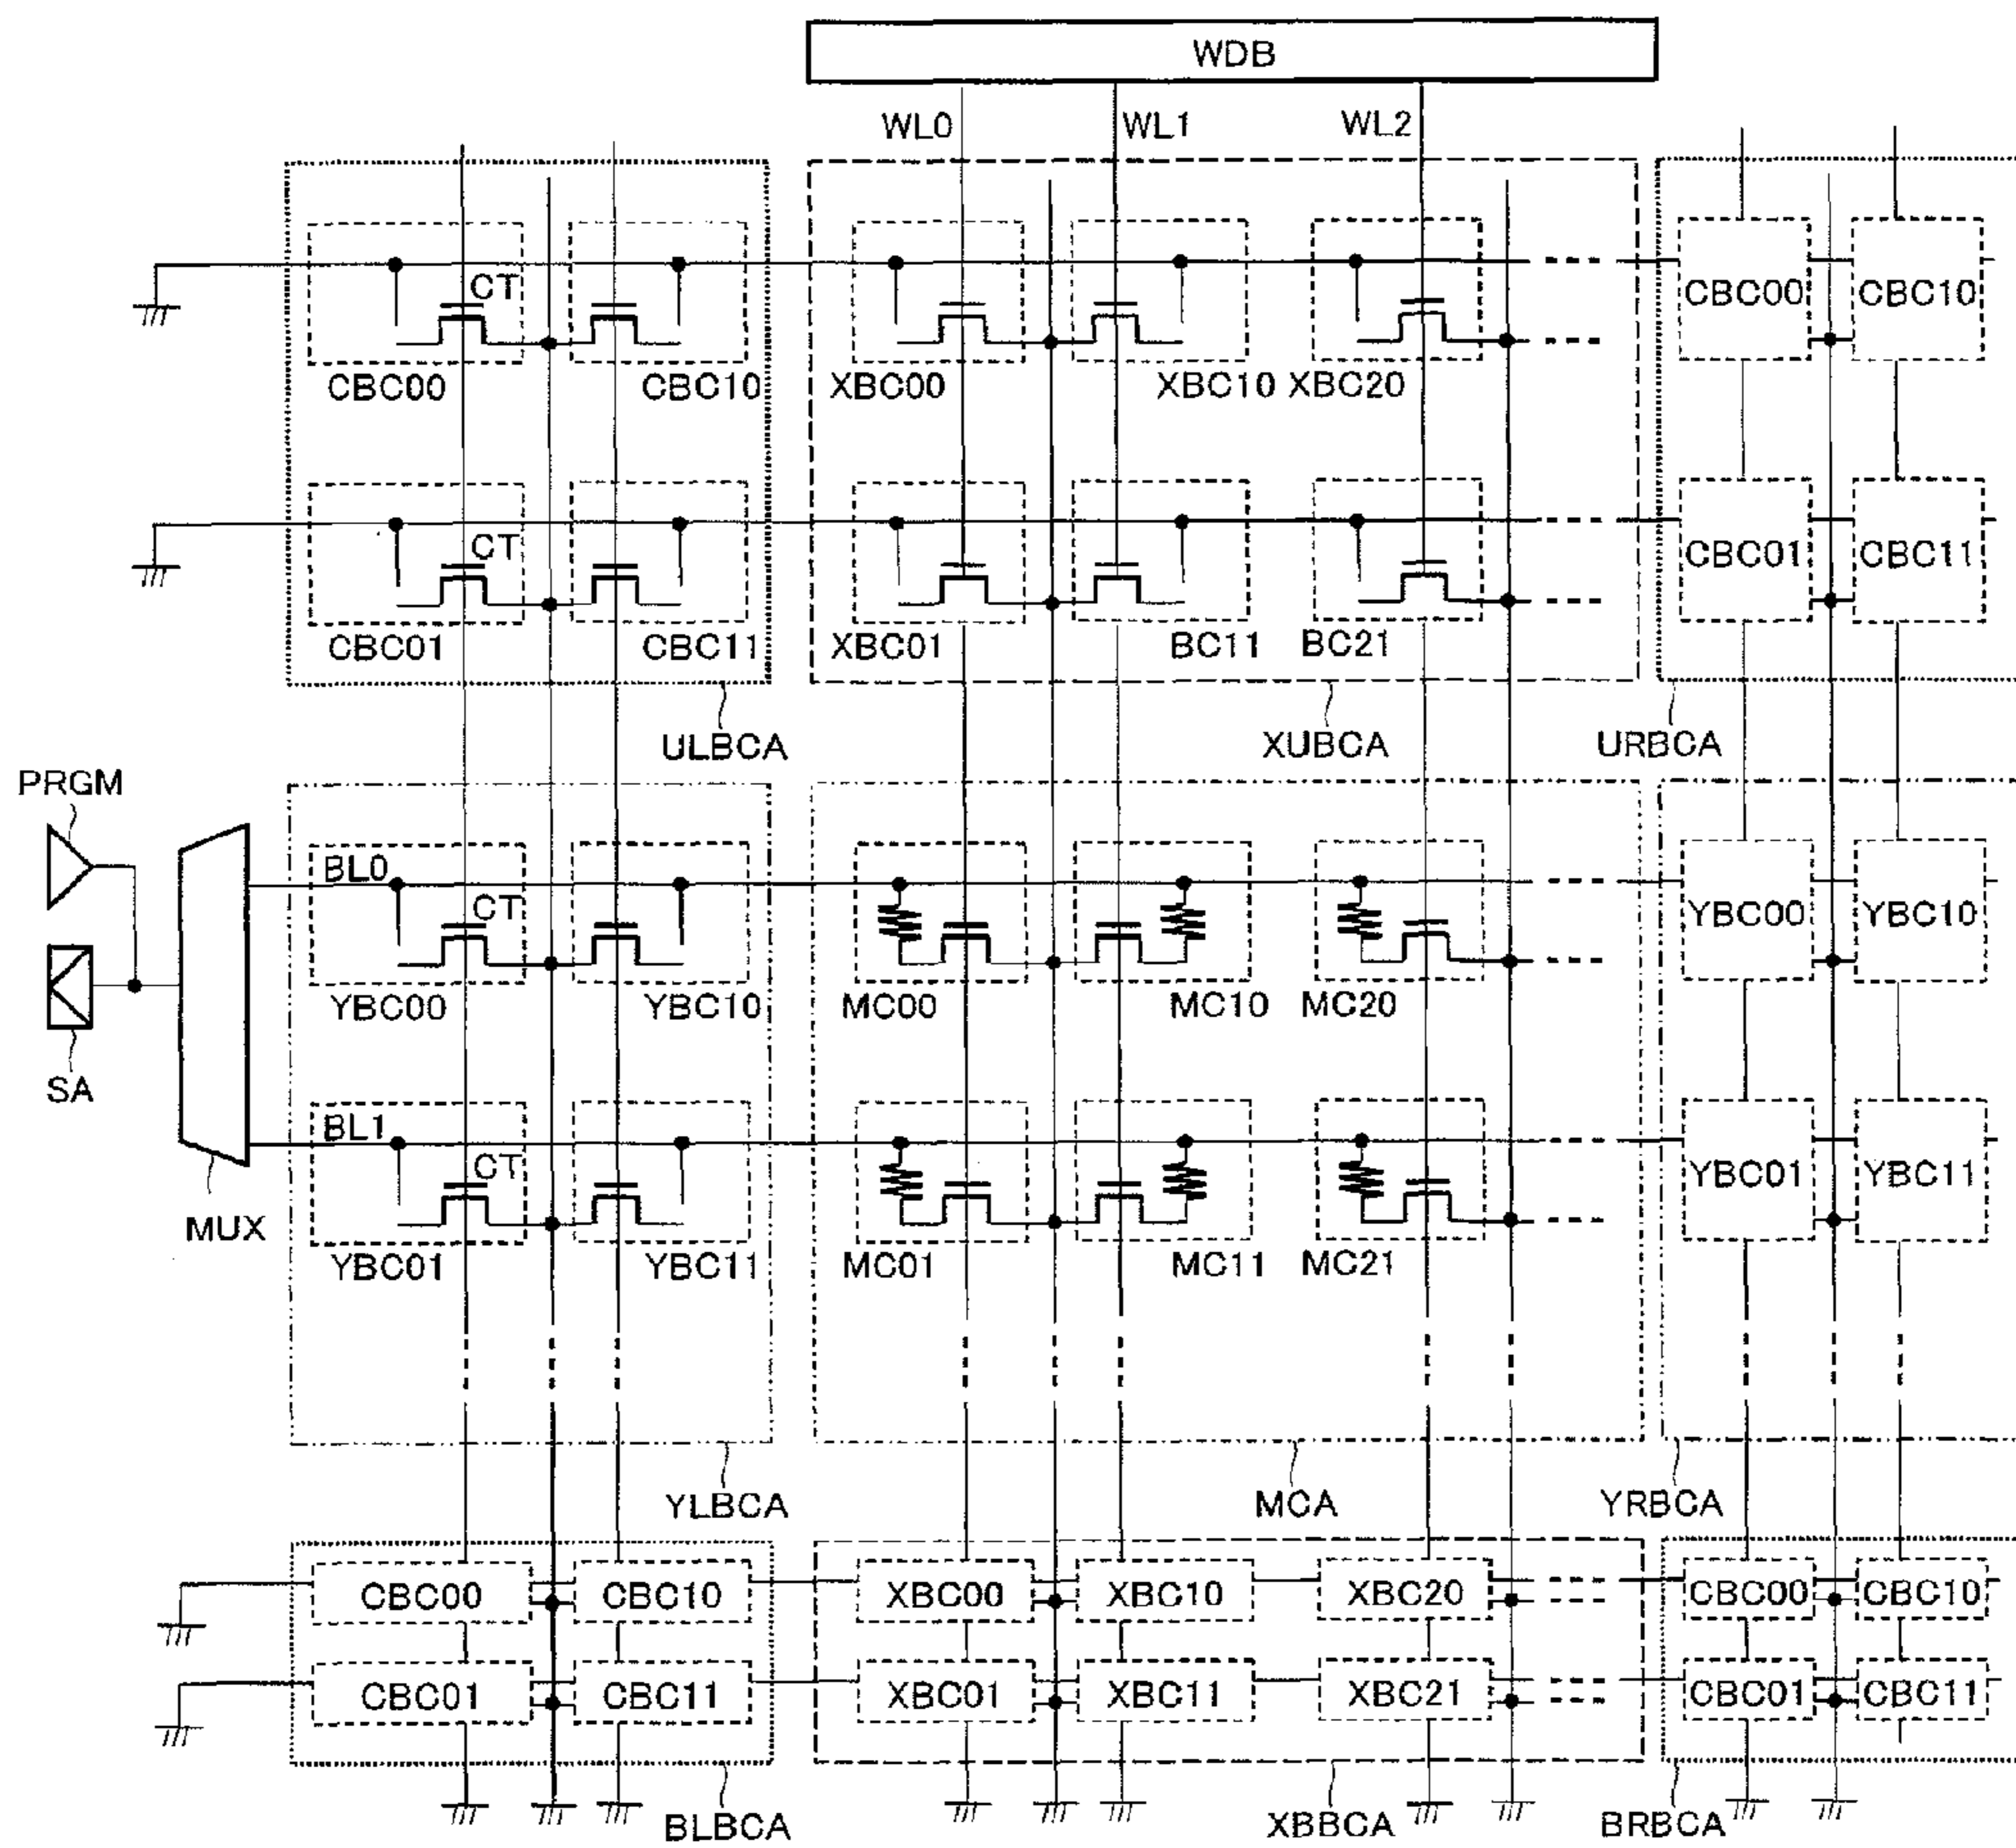 WDB
WL0 WL1 WL2
CT
CBC00 CBC10
CBC00 CBC10 XBC00 XBC10 XBC20
CT
CBC01 CBC11
CBC01 CBC11 XBC01 BC11 BC21
ULBCA XUBCA URBCA
PRGM
BL0
CT
YBC00 YBC10
YBC00 YBC10 MC00 MC10 MC20
SA
BL1
CT
YBC01 YBC11
MUX
YBC01 YBC11 MC01 MC11 MC21
YLBCA MCA YRBCA
CBC00 CBC10 XBC00 XBC10 XBC20 CBC00 CBC10
CBC01 CBC11 XBC01 XBC11 XBC21 CBC01 CBC11
BLBCA XBBCA BRBCA